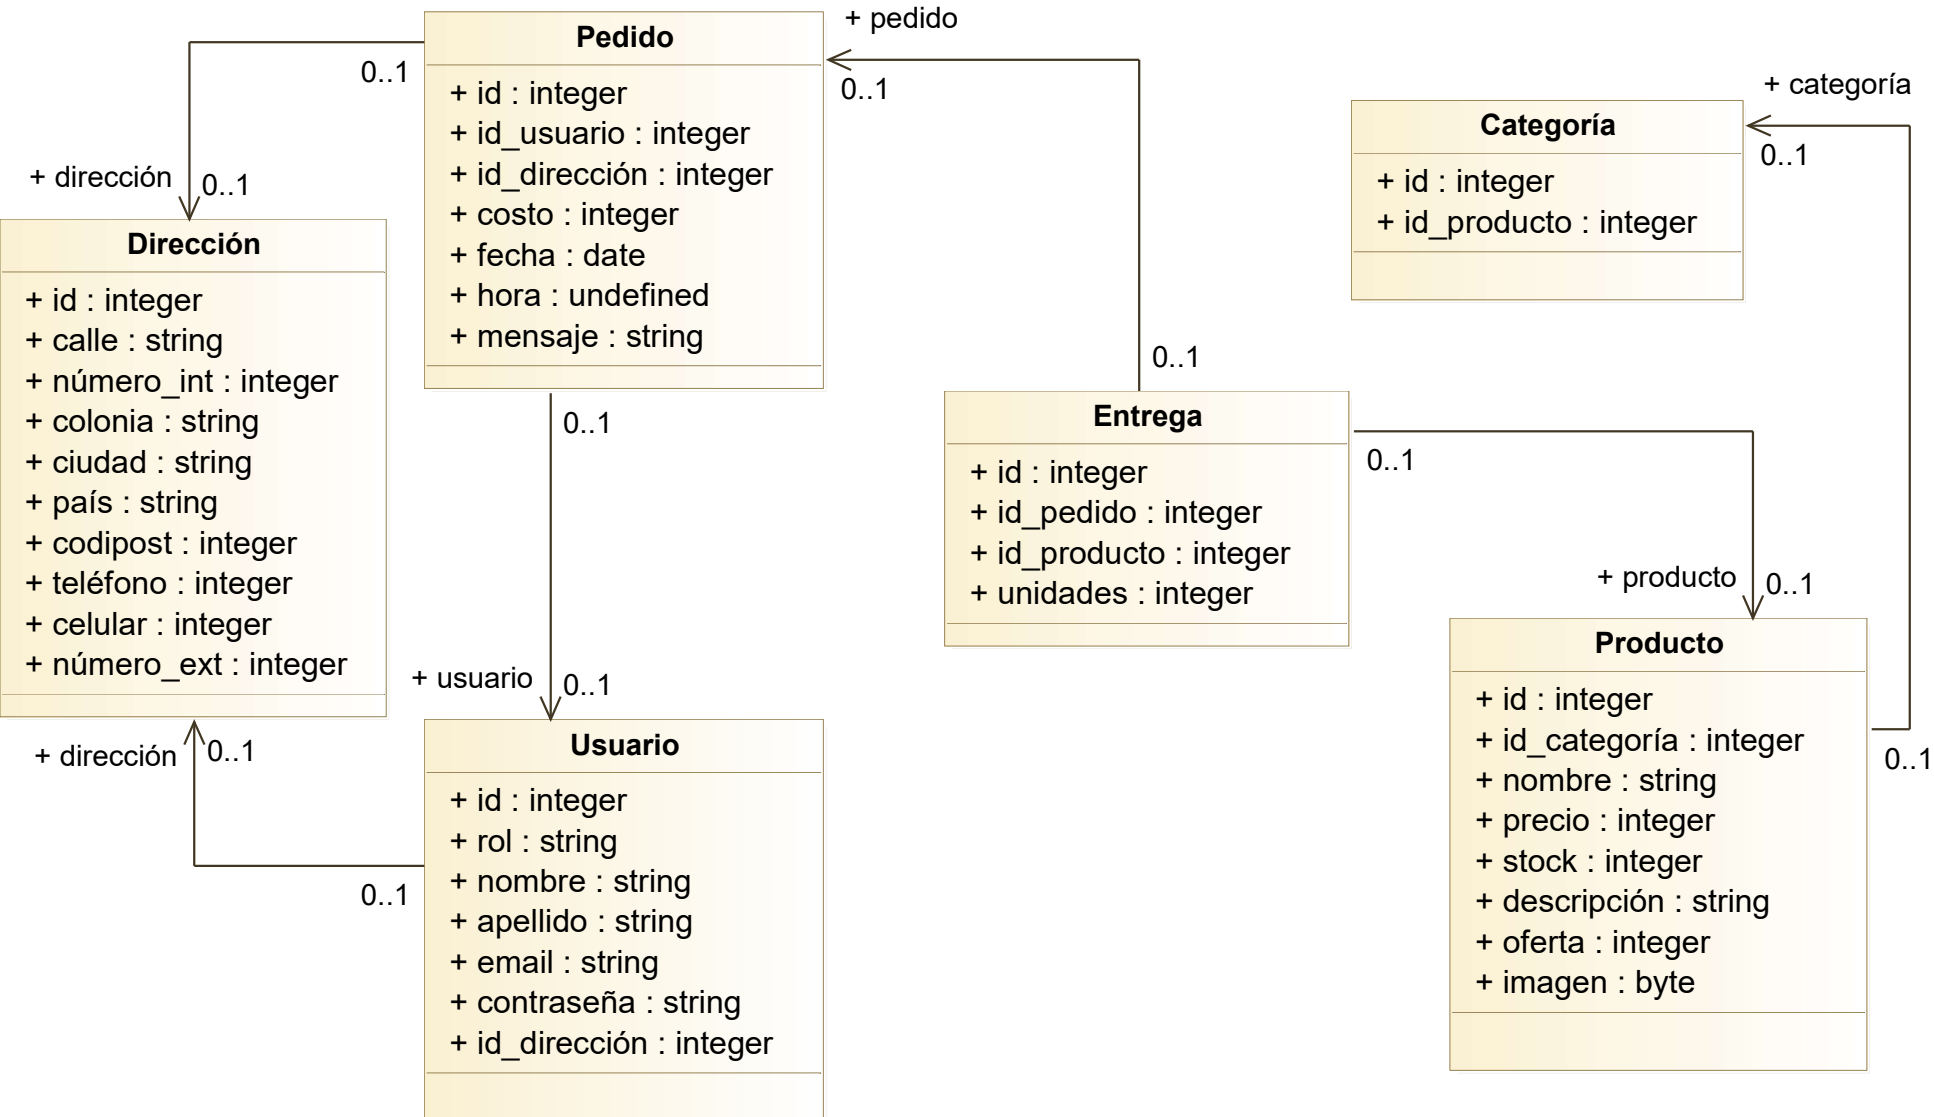 Pedido
+ id : integer
+ id_usuario : integer
+ id_dirección : integer
+ costo : integer
+ fecha : date
+ hora : undefined
+ mensaje : string
0..1
+ dirección
0..1
+ pedido
0..1
0..1
Categoría
+ id : integer
+ id_producto : integer
+ categoría
0..1
Dirección
+ id : integer
+ calle : string
+ número_int : integer
+ colonia : string
+ ciudad : string
+ país : string
+ codipost : integer
+ teléfono : integer
+ celular : integer
+ número_ext : integer
0..1
+ usuario
0..1
Entrega
+ id : integer
+ id_pedido : integer
+ id_producto : integer
+ unidades : integer
0..1
+ producto
0..1
+ dirección
0..1
0..1
Usuario
+ id : integer
+ rol : string
+ nombre : string
+ apellido : string
+ email : string
+ contraseña : string
+ id_dirección : integer
Producto
+ id : integer
+ id_categoría : integer
+ nombre : string
+ precio : integer
+ stock : integer
+ descripción : string
+ oferta : integer
+ imagen : byte
0..1